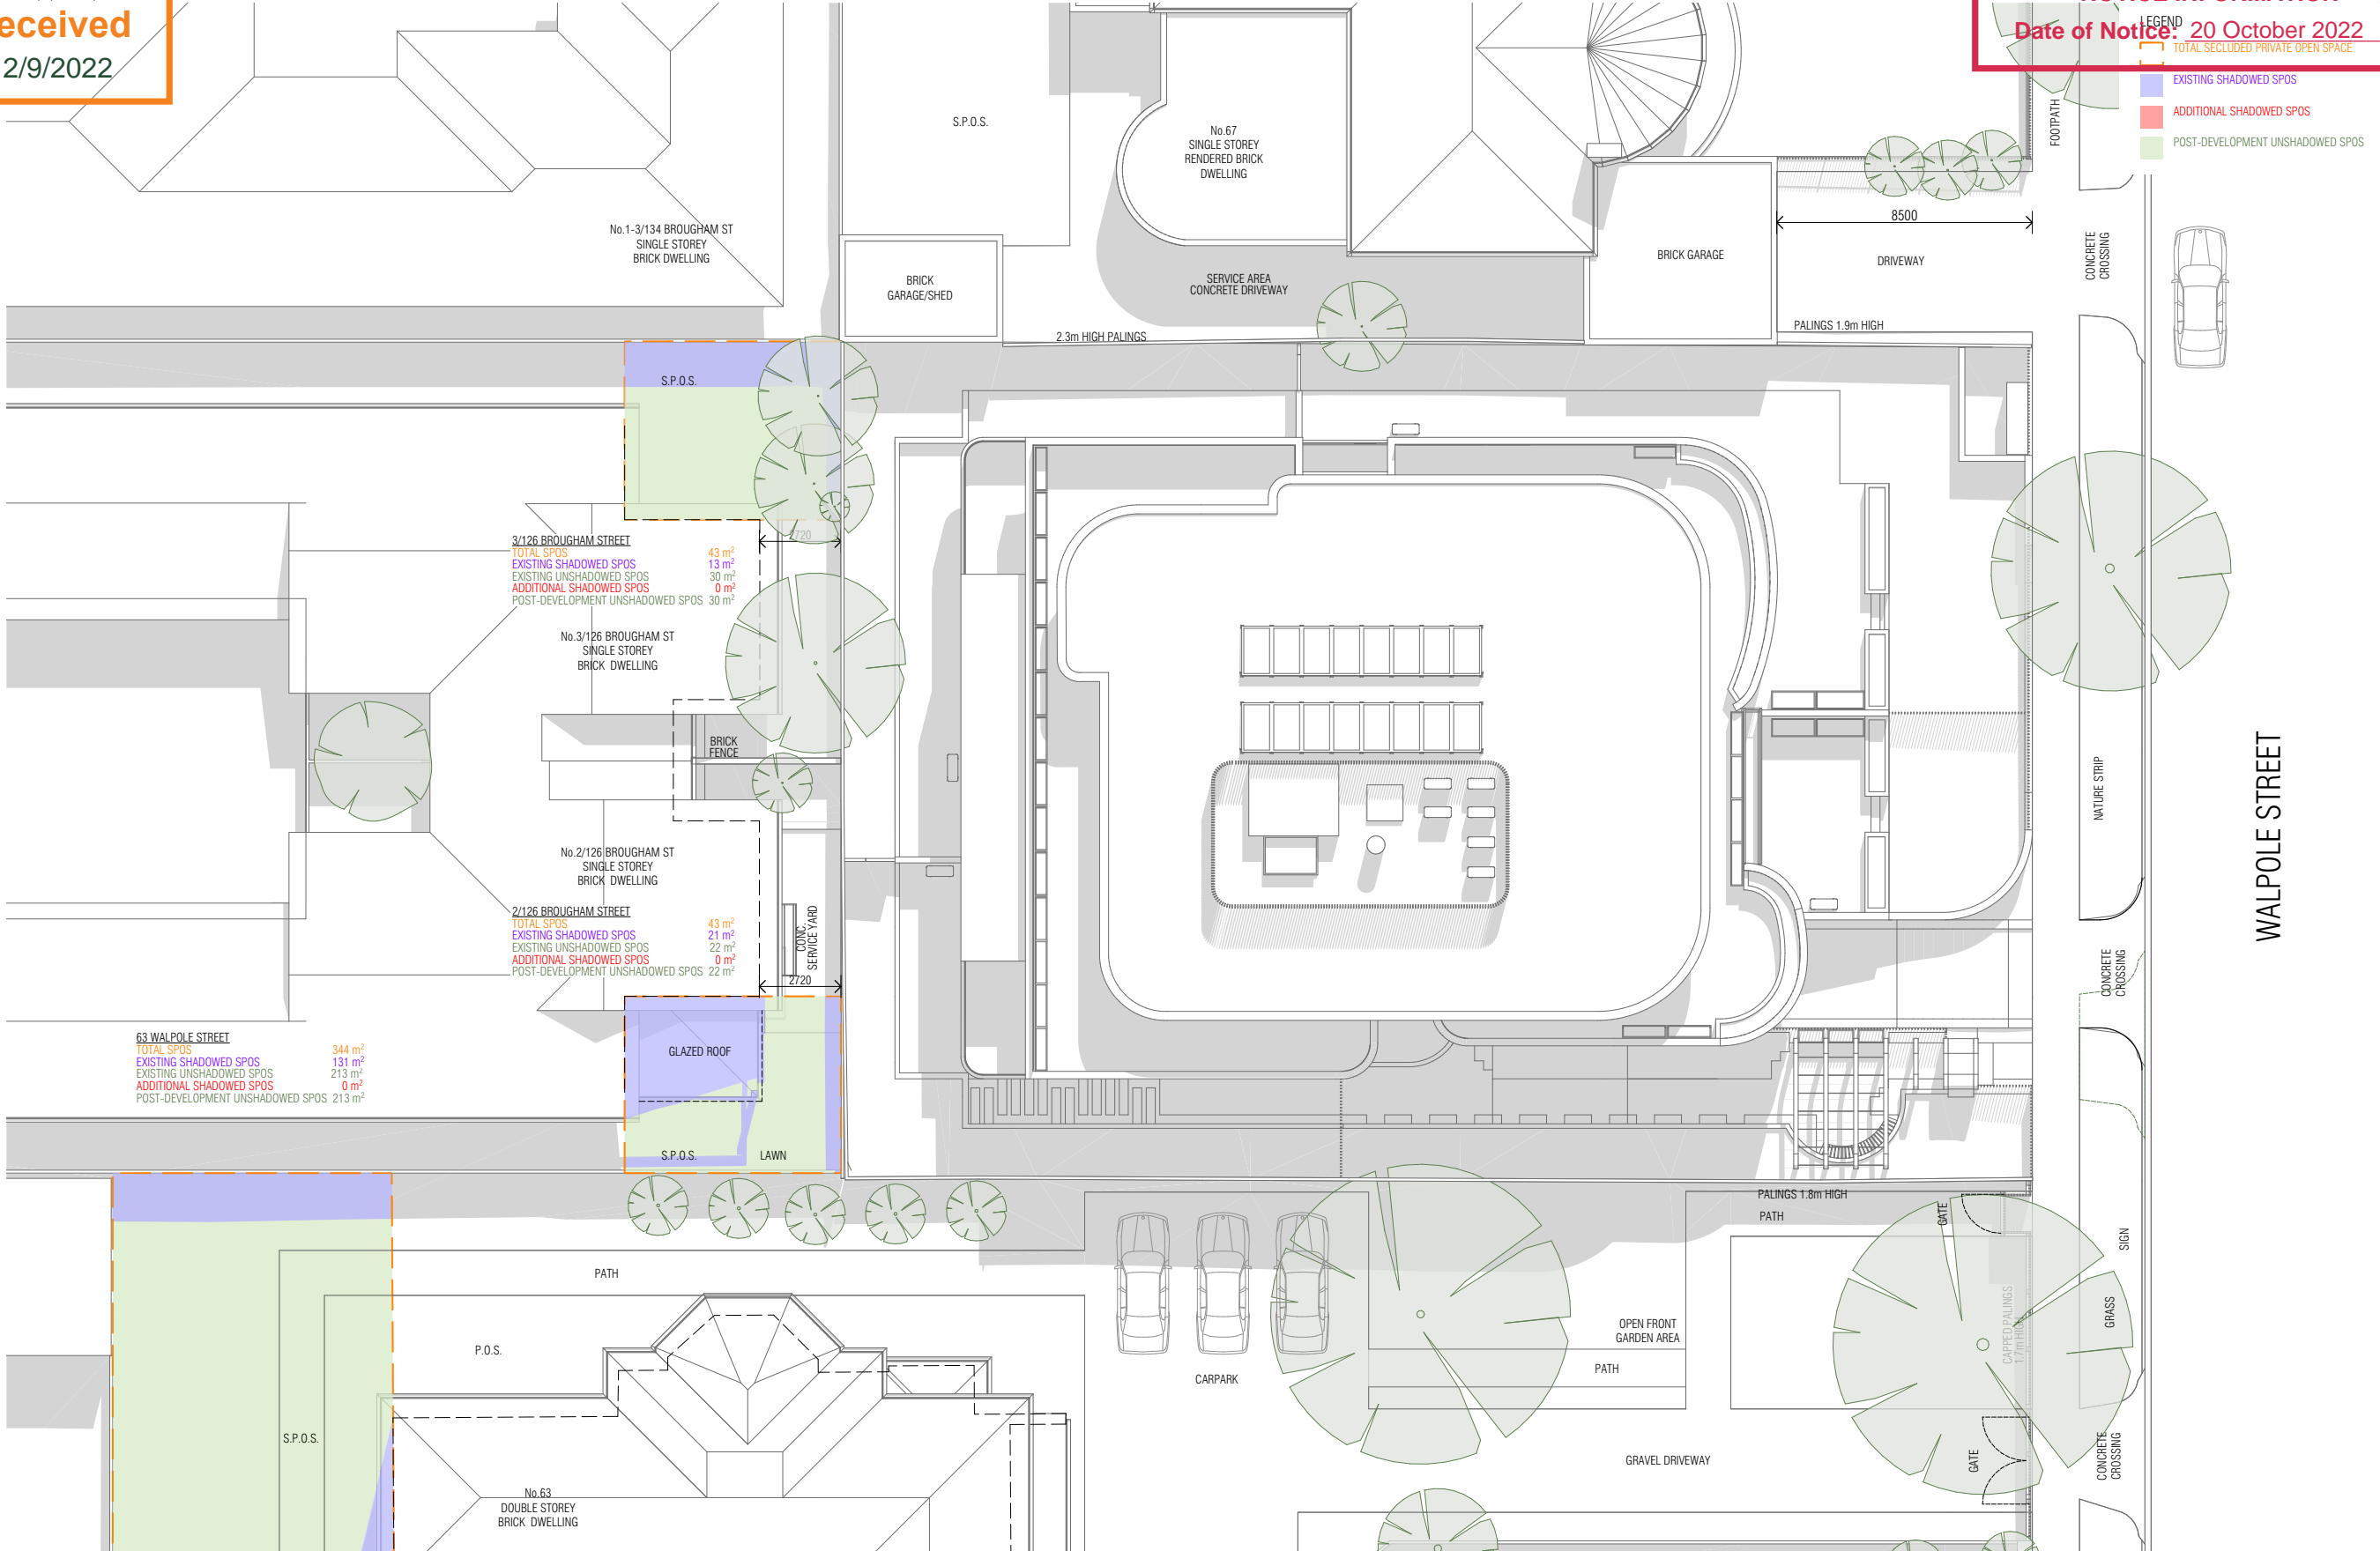 eceived
2/9/2022
Date of Notice: 20 October 2022
LEGEND
TOTAL SECLUDED PRIVATE OPEN SPACE
EXISTING SHADOWED SPOS
ADDITIONAL SHADOWED SPOS
POST-DEVELOPMENT UNSHADOWED SPOS
FOOTPATH
S.P.O.S.
No.67
SINGLE STOREY
RENDERED BRICK
DWELLING
No.1-3/134 BROUGHAM ST
SINGLE STOREY
BRICK DWELLING
BRICK
GARAGE/SHED
SERVICE AREA
CONCRETE DRIVEWAY
BRICK GARAGE
8500
DRIVEWAY
CONCRETE
CROSSING
2.3m HIGH PALINGS
PALINGS 1.9m HIGH
S.P.O.S.
2720
3/126 BROUGHAM STREET
TOTAL SPOS 43 m²
EXISTING SHADOWED SPOS 13 m²
EXISTING UNSHADOWED SPOS 30 m²
ADDITIONAL SHADOWED SPOS 0 m²
POST-DEVELOPMENT UNSHADOWED SPOS 30 m²
No.3/126 BROUGHAM ST
SINGLE STOREY
BRICK DWELLING
BRICK
FENCE
No.2/126 BROUGHAM ST
SINGLE STOREY
BRICK DWELLING
2/126 BROUGHAM STREET
TOTAL SPOS 43 m²
EXISTING SHADOWED SPOS 21 m²
EXISTING UNSHADOWED SPOS 22 m²
ADDITIONAL SHADOWED SPOS 0 m²
POST-DEVELOPMENT UNSHADOWED SPOS 22 m²
CONC.
SERVICE YARD
2720
NATURE STRIP
WALPOLE STREET
CONCRETE
CROSSING
63 WALPOLE STREET
TOTAL SPOS 344 m²
EXISTING SHADOWED SPOS 131 m²
EXISTING UNSHADOWED SPOS 213 m²
ADDITIONAL SHADOWED SPOS 0 m²
POST-DEVELOPMENT UNSHADOWED SPOS 213 m²
GLAZED ROOF
S.P.O.S.
LAWN
PALINGS 1.8m HIGH
PATH
GATE
SIGN
PATH
P.O.S.
CARPARK
OPEN FRONT
GARDEN AREA
PATH
CAPPED PALINGS
1.7m HIGH
GRASS
S.P.O.S.
GRAVEL DRIVEWAY
GATE
CONCRETE
CROSSING
No.63
DOUBLE STOREY
BRICK DWELLING